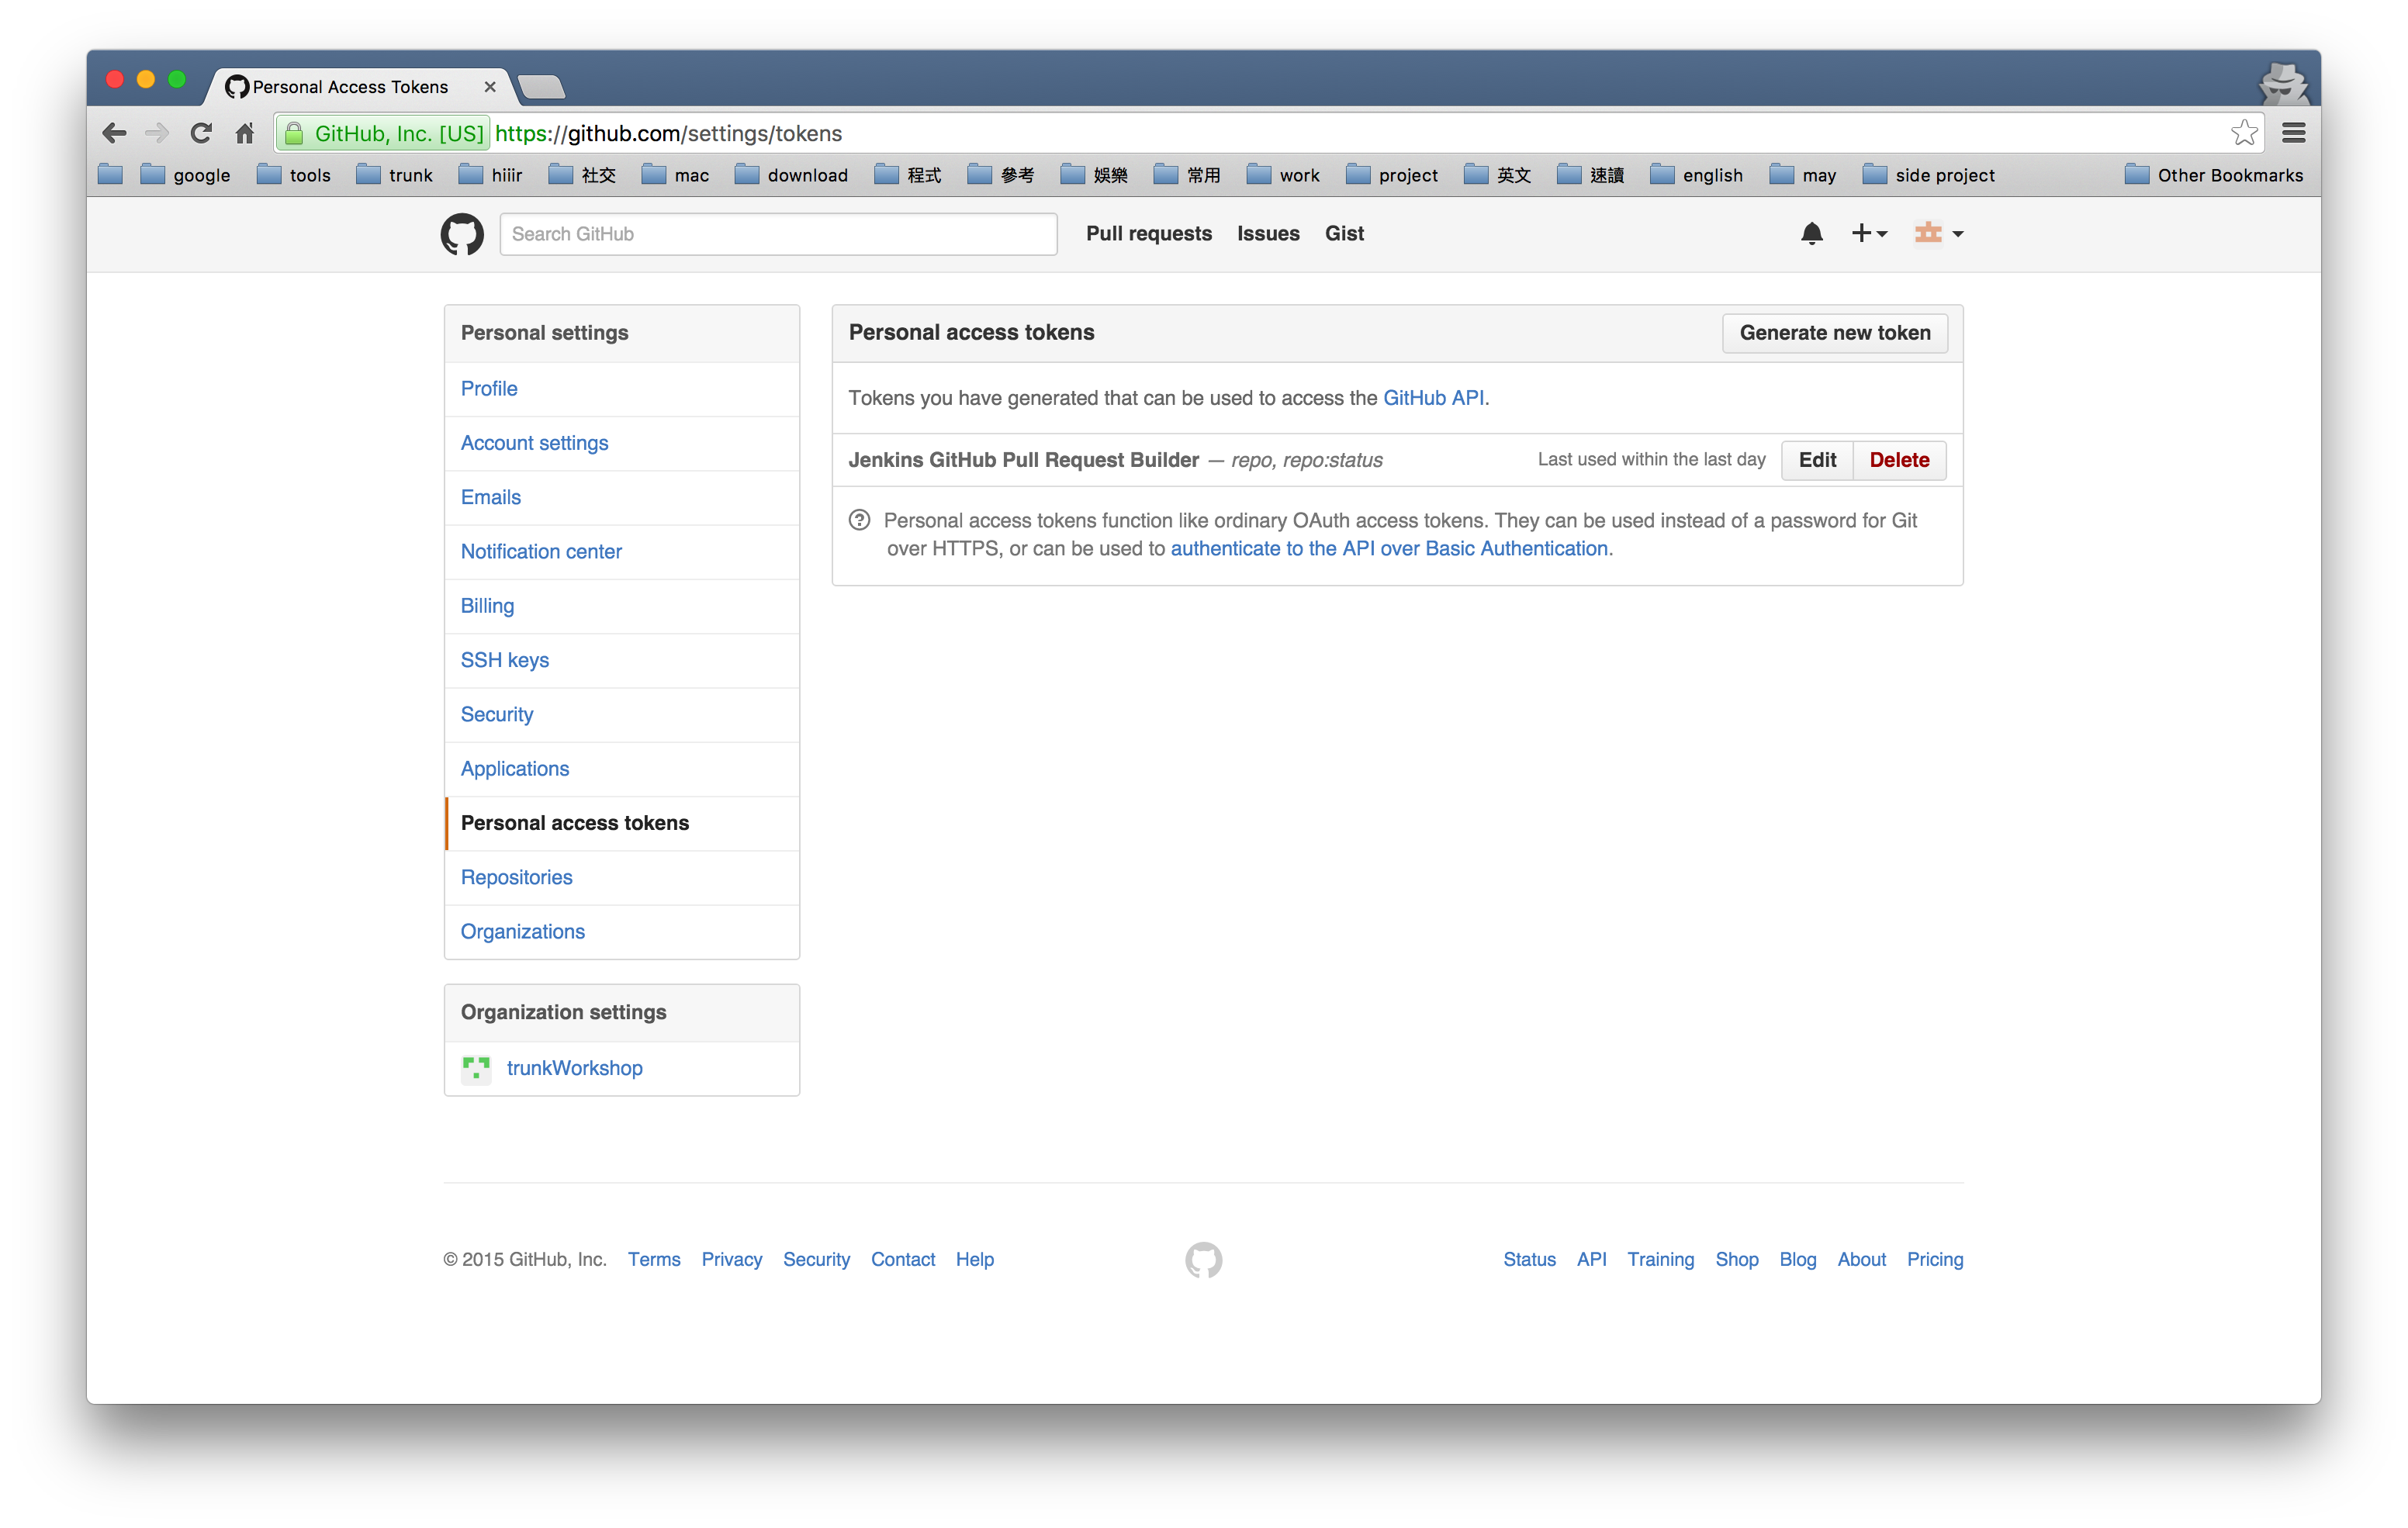 Personal Access Tokens
GitHub, Inc. [US] https://github.com/settings/tokens
google tools trunk hiiir 社交 mac download 程式 參考 娛樂 常用 work project 英文 速讀 english may side project Other Bookmarks
Search GitHub Pull requests Issues Gist
Personal settings
Profile
Account settings
Emails
Notification center
Billing
SSH keys
Security
Applications
Personal access tokens
Repositories
Organizations
Organization settings
trunkWorkshop
Personal access tokens Generate new token
Tokens you have generated that can be used to access the GitHub API.
Jenkins GitHub Pull Request Builder — repo, repo:status Last used within the last day Edit Delete
Personal access tokens function like ordinary OAuth access tokens. They can be used instead of a password for Git
over HTTPS, or can be used to authenticate to the API over Basic Authentication.
© 2015 GitHub, Inc. Terms Privacy Security Contact Help Status API Training Shop Blog About Pricing